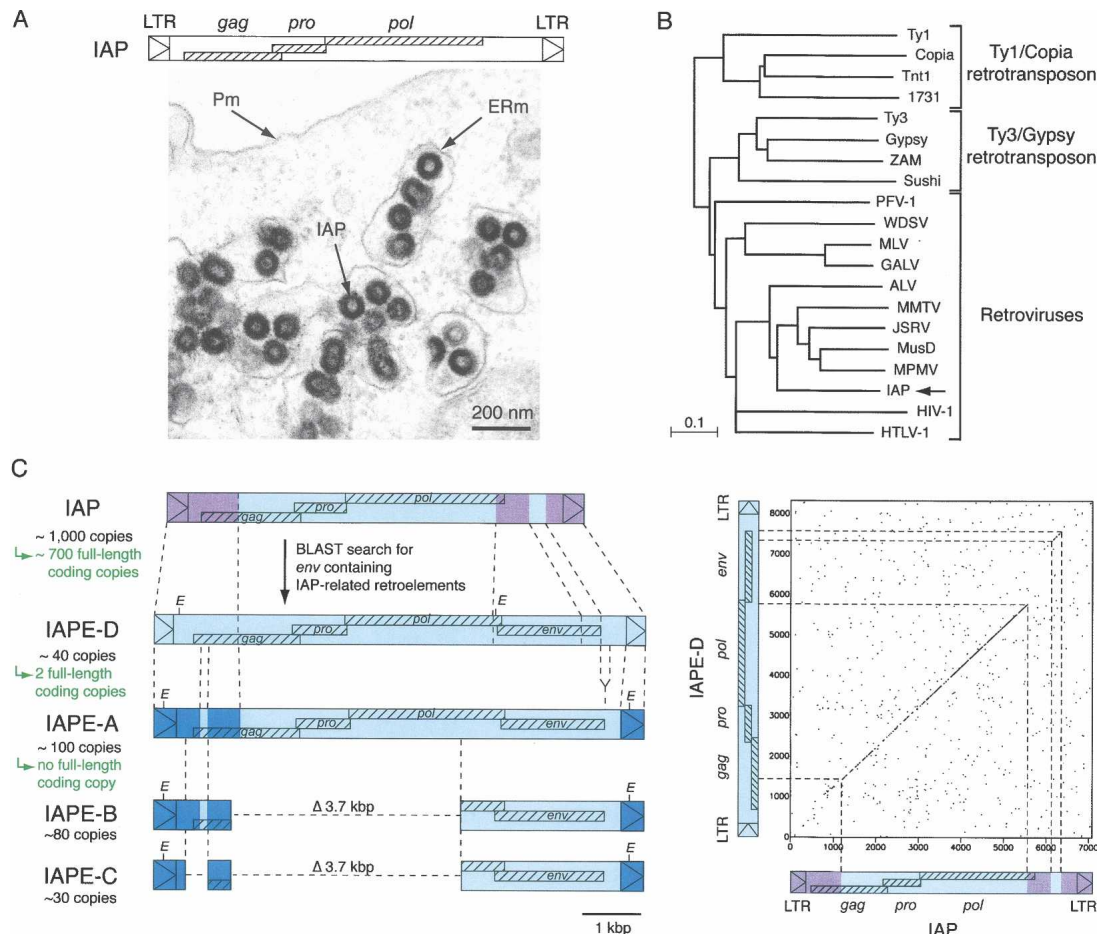 A
LTR gag pro pol LTR
IAP
Pm
ERm
IAP
200 nm
B
Ty1
Copia
Tnt1
1731
Ty1/Copia
retrotransposon
Ty3
Gypsy
ZAM
Sushi
Ty3/Gypsy
retrotransposon
PFV-1
WDSV
MLV
GALV
ALV
MMTV
JSRV
MusD
MPMV
IAP
HIV-1
HTLV-1
Retroviruses
0.1
C
IAP
~ 1,000 copies
~ 700 full-length
coding copies
gag pro pol
BLAST search for
env containing
IAP-related retroelements
E E
IAPE-D
gag pro pol env
~ 40 copies
2 full-length
coding copies
E E
IAPE-A
gag pro pol env
~ 100 copies
no full-length
coding copy
E E
IAPE-B
Δ 3.7 kbp
env
~80 copies
E E
IAPE-C
Δ 3.7 kbp
env
~30 copies
1 kbp
IAPE-D
LTR gag pro pol env LTR
8000
7000
6000
5000
4000
3000
2000
1000
0
0 1000 2000 3000 4000 5000 6000 7000
LTR gag pro pol LTR
IAP